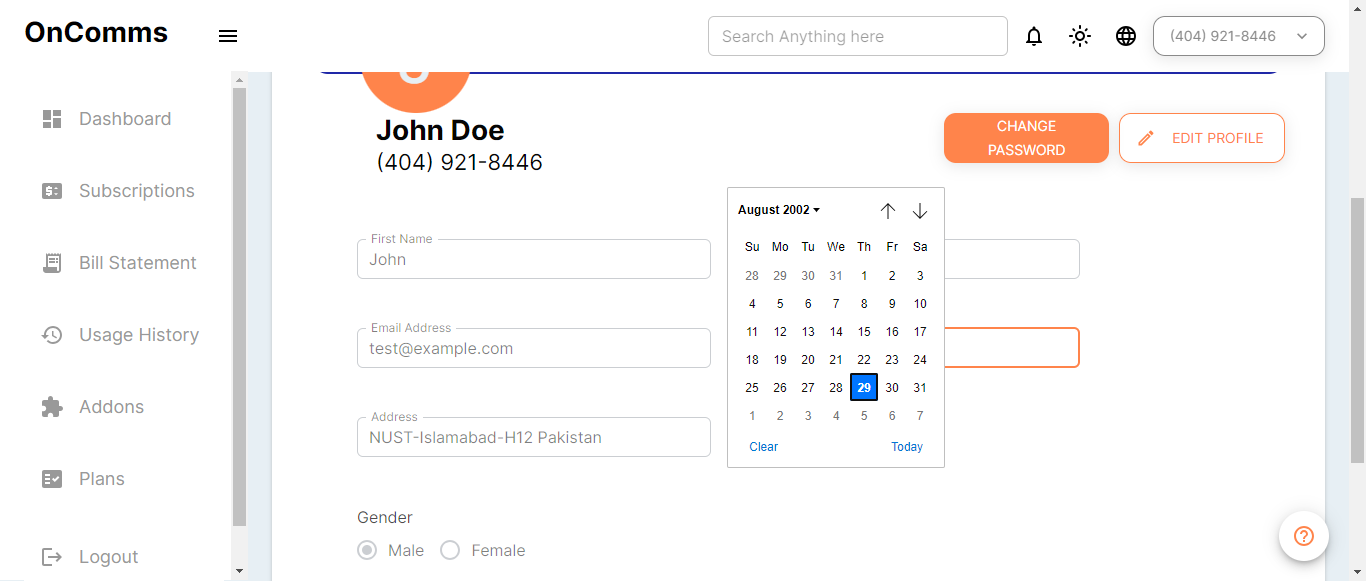 OnComms
Search Anything here
(404) 921-8446
Dashboard
Subscriptions
Bill Statement
Usage History
Addons
Plans
Logout
John Doe
(404) 921-8446
CHANGE
PASSWORD
EDIT PROFILE
First Name
John
Email Address
test@example.com
Address
NUST-Islamabad-H12 Pakistan
Gender
Male Female
August 2002
Su Mo Tu We Th Fr Sa
28 29 30 31 1 2 3
4 5 6 7 8 9 10
11 12 13 14 15 16 17
18 19 20 21 22 23 24
25 26 27 28 29 30 31
1 2 3 4 5 6 7
Clear Today